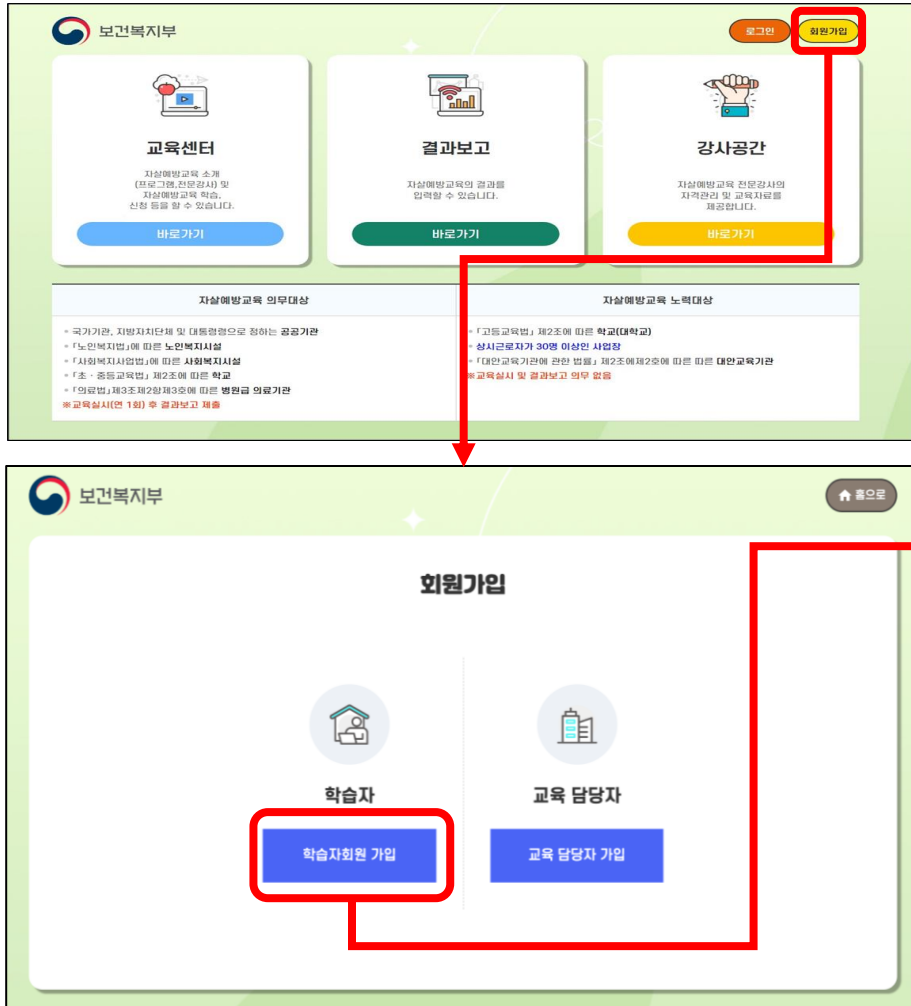 보건복지부
로그인
회원가입
교육센터
자살예방교육 소개
(프로그램,전문강사) 및
자살예방교육 학습,
신청 등을 할 수 있습니다.
바로가기
결과보고
자살예방교육의 결과를
입력할 수 있습니다.
바로가기
강사공간
자살예방교육 전문강사의
자격관리 및 교육자료를
제공합니다.
바로가기
자살예방교육 의무대상
◦ 국가기관, 지방자치단체 및 대통령령으로 정하는 공공기관
◦ 「노인복지법」에 따른 노인복지시설
◦ 「사회복지사업법」에 따른 사회복지시설
◦ 「초 · 중등교육법」 제2조에 따른 학교
◦ 「의료법」제3조제2항제3호에 따른 병원급 의료기관
※교육실시(연 1회) 후 결과보고 제출
자살예방교육 노력대상
◦ 「고등교육법」 제2조에 따른 학교(대학교)
◦ 상시근로자가 30명 이상인 사업장
◦ 「대안교육기관에 관한 법률」 제2조에제2호에 따른 따른 대안교육기관
※교육실시 및 결과보고 의무 없음
보건복지부
홈으로
회원가입
학습자
학습자회원 가입
교육 담당자
교육 담당자 가입